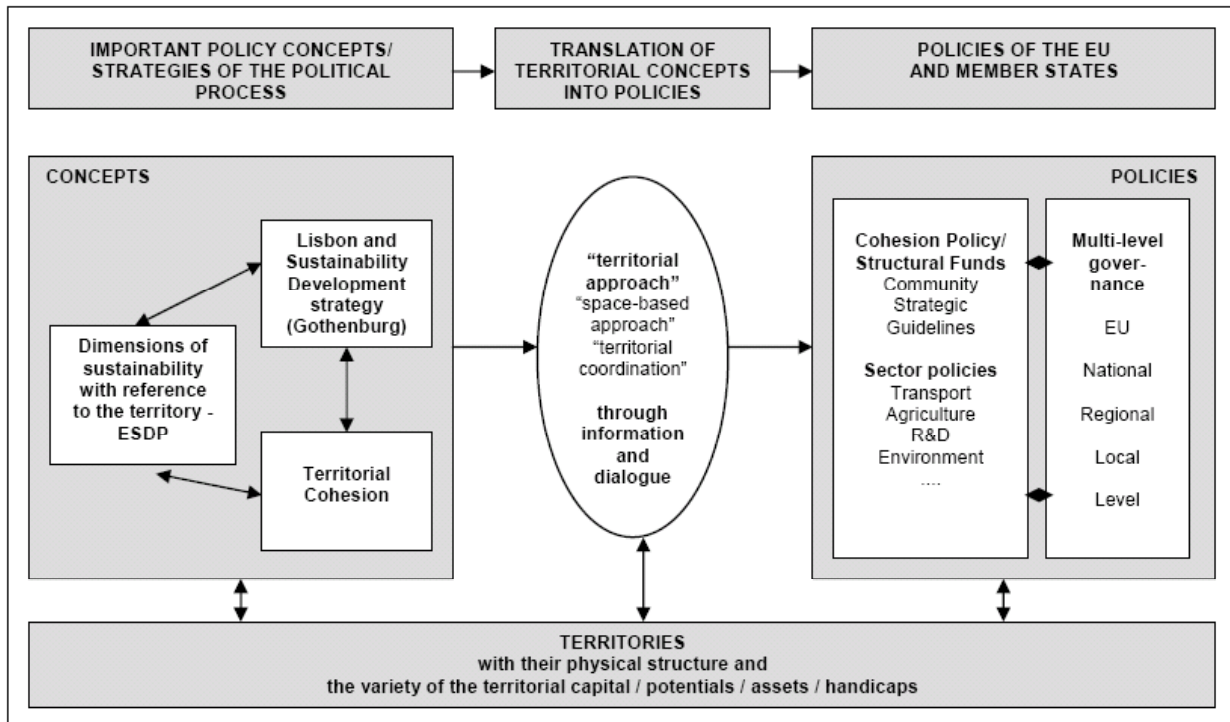 IMPORTANT POLICY CONCEPTS/
STRATEGIES OF THE POLITICAL
PROCESS
TRANSLATION OF
TERRITORIAL CONCEPTS
INTO POLICIES
POLICIES OF THE EU
AND MEMBER STATES
CONCEPTS
Lisbon and
Sustainability
Development
strategy
(Gothenburg)
Dimensions of
sustainability
with reference
to the territory -
ESDP
Territorial
Cohesion
“territorial
approach”
“space-based
approach”
“territorial
coordination”
through
information
and
dialogue
POLICIES
Cohesion Policy/
Structural Funds
Community
Strategic
Guidelines
Sector policies
Transport
Agriculture
R&D
Environment
....
Multi-level
gover-
nance
EU
National
Regional
Local
Level
TERRITORIES
with their physical structure and
the variety of the territorial capital / potentials / assets / handicaps